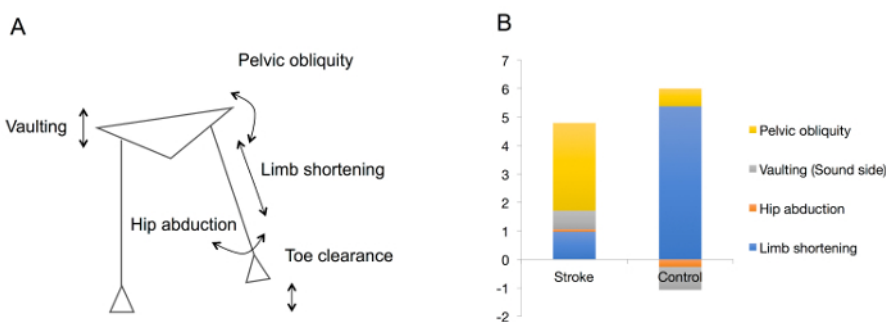 A
Pelvic obliquity
Vaulting
Limb shortening
Hip abduction
Toe clearance
B
7
6
5
4
3
2
1
0
-1
-2
Stroke
Control
Pelvic obliquity
Vaulting (Sound side)
Hip abduction
Limb shortening